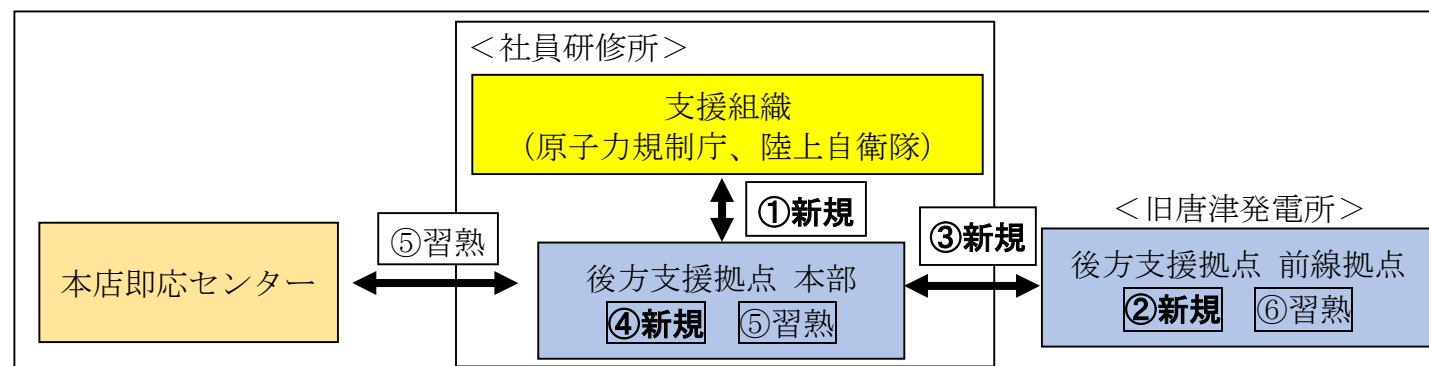 ＜社員研修所＞
支援組織
（原子力規制庁、陸上自衛隊）
①新規
＜旧唐津発電所＞
⑤習熟
③新規
本店即応センター
後方支援拠点 本部
④新規 ⑤習熟
後方支援拠点 前線拠点
②新規 ⑥習熟